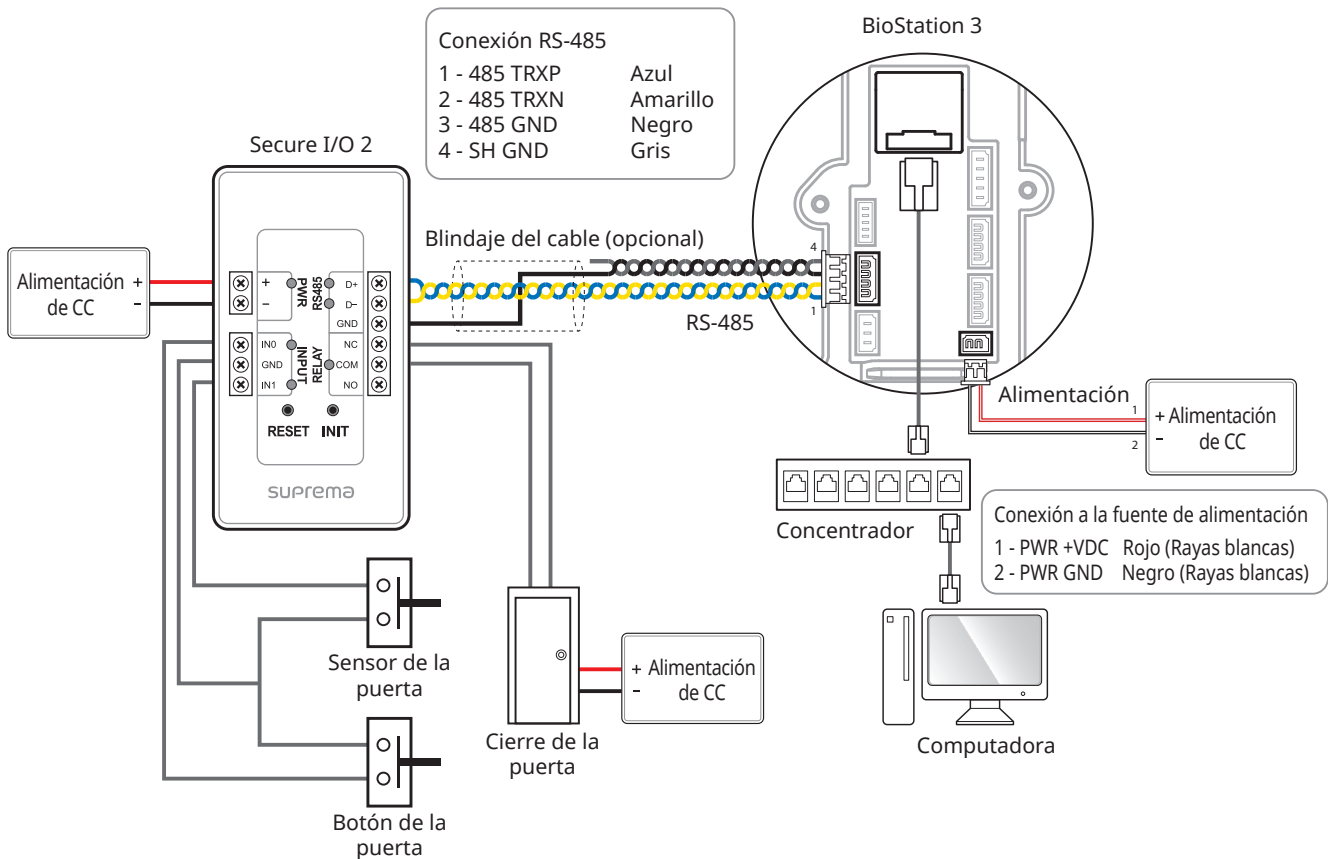 BioStation 3
Conexión RS-485
1 - 485 TRXP Azul
2 - 485 TRXN Amarillo
3 - 485 GND Negro
4 - SH GND Gris
Secure I/O 2
Alimentación +
de CC -
+
-
PWR
RS485
D+
D-
GND
IN0
GND
IN1
INPUT
RELAY
NC
COM
NO
RESET INIT
suprema
Blindaje del cable (opcional)
4
1
RS-485
Alimentación
1
2
+ Alimentación
- de CC
Concentrador
Conexión a la fuente de alimentación
1 - PWR +VDC Rojo (Rayas blancas)
2 - PWR GND Negro (Rayas blancas)
Sensor de la
puerta
+ Alimentación
- de CC
Cierre de la
puerta
Computadora
Botón de la
puerta